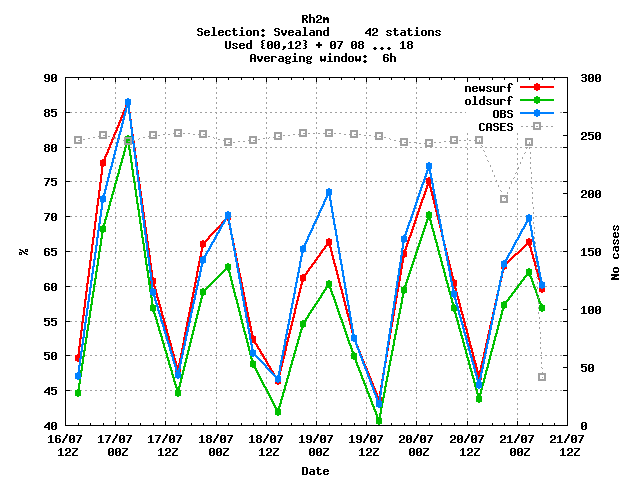 Rh2m
Selection: Svealand 42 stations
Used {00,12} + 07 08 ... 18
Averaging window: 6h
newsurf
oldsurf
OBS
CASES
90
85
80
75
70
65
60
55
50
45
40
%
300
250
200
150
100
50
0
No cases
16/07 17/07 17/07 18/07 18/07 19/07 19/07 20/07 20/07 21/07 21/07
12Z 00Z 12Z 00Z 12Z 00Z 12Z 00Z 12Z 00Z 12Z
Date